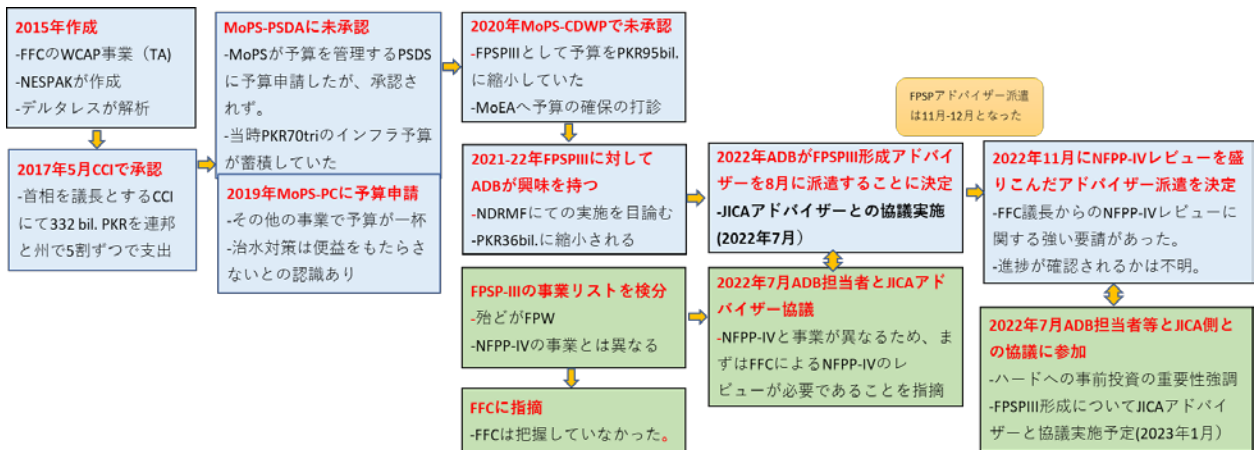 2015年作成
-FFCのWCAP事業（TA)
-NESPAKが作成
-デルタレスが解析
2017年5月CCIで承認
-首相を議長とするCCI
にて332 bil. PKRを連邦
と州で5割ずつで支出
MoPS-PSDAに未承認
-MoPSが予算を管理するPSDS
に予算申請したが、承認さ
れず。
-当時PKR70triのインフラ予算
が蓄積していた
2019年MoPS-PCに予算申請
-その他の事業で予算が一杯
-治水対策は便益をもたらさ
ないとの認識あり
2020年MoPS-CDWPで未承認
-FPSPIIIとして予算をPKR95bil.
に縮小していた
-MoEAへ予算の確保の打診
2021-22年FPSPIIIに対して
ADBが興味を持つ
-NDRMFにての実施を目論む
-PKR36bil.に縮小される
FPSP-IIIの事業リストを検分
-殆どがFPW
-NFPP-IVの事業とは異なる
FFCに指摘
-FFCは把握していなかった。
2022年ADBがFPSPIII形成アドバイ
ザーを8月に派遣することに決定
-JICAアドバイザーとの協議実施
(2022年7月）
2022年7月ADB担当者とJICAアド
バイザー協議
-NFPP-IVと事業が異なるため、ま
ずはFFCによるNFPP-IVのレ
ビューが必要であることを指摘
FPSPアドバイザー派遣
は11月-12月となった
2022年11月にNFPP-IVレビューを盛
りこんだアドバイザー派遣を決定
-FFC議長からのNFPP-IVレビューに
関する強い要請があった。
-進捗が確認されるかは不明。
2022年7月ADB担当者等とJICA側と
の協議に参加
-ハードへの事前投資の重要性強調
-FPSPIII形成についてJICAアドバイ
ザーと協議実施予定(2023年1月）